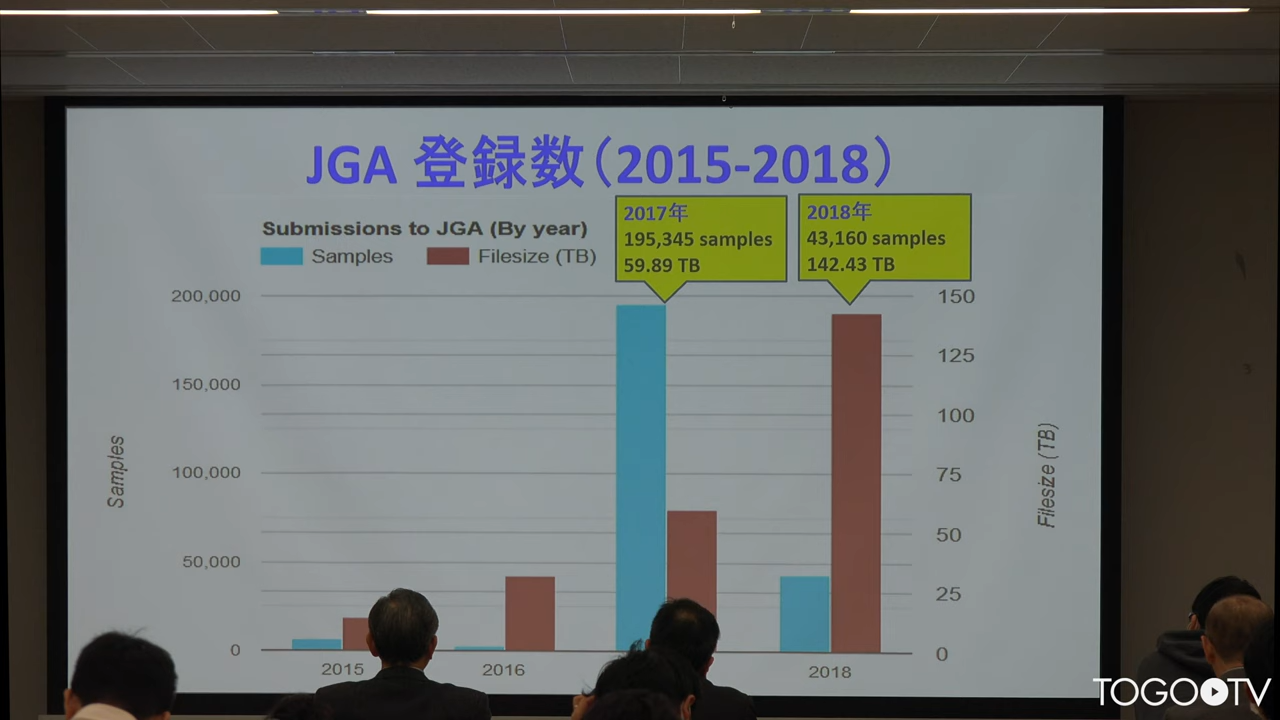 JGA 登録数（2015-2018）
Submissions to JGA (By year)
Samples
Filesize (TB)
2017年
195,345 samples
59.89 TB
2018年
43,160 samples
142.43 TB
200,000
150,000
100,000
50,000
0
150
125
100
75
50
25
0
Samples
Filesize (TB)
2015
2016
2018
TOGO TV